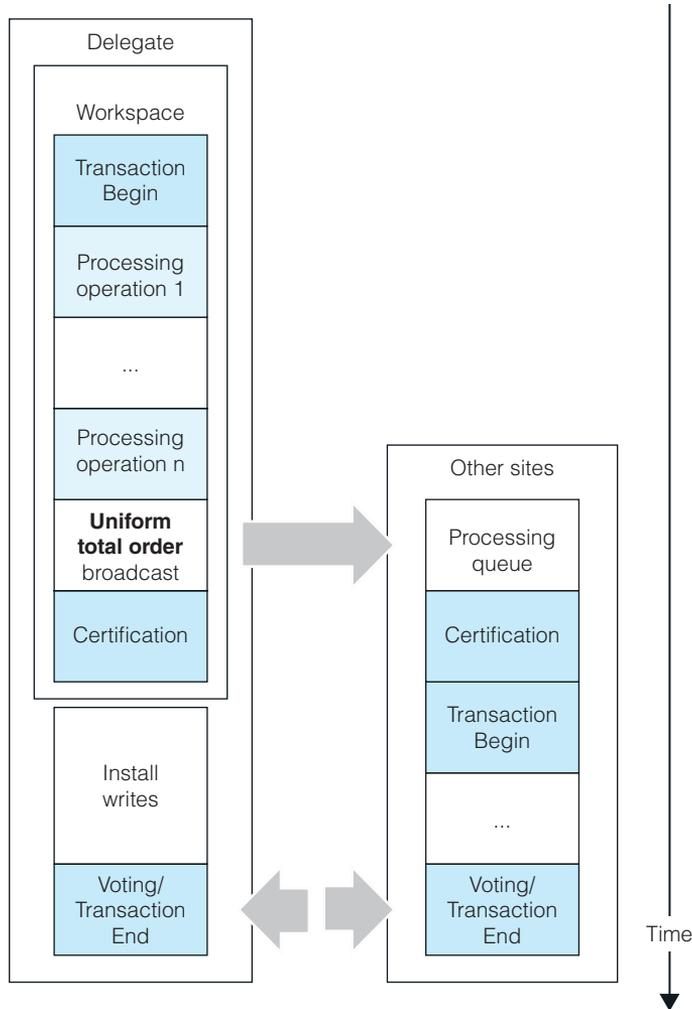 Delegate
Workspace
Transaction
Begin
Processing
operation 1
...
Processing
operation n
Uniform
total order
broadcast
Certification
Install
writes
Voting/
Transaction
End
Other sites
Processing
queue
Certification
Transaction
Begin
...
Voting/
Transaction
End
Time